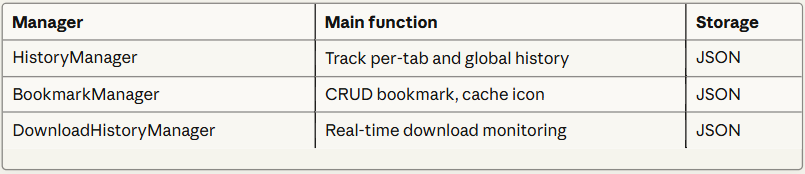 Manager Main function Storage
HistoryManager Track per-tab and global history JSON
BookmarkManager CRUD bookmark, cache icon JSON
DownloadHistoryManager Real-time download monitoring JSON